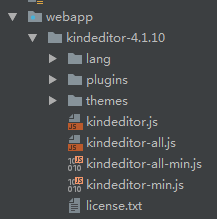 webapp
kindeditor-4.1.10
lang
plugins
themes
kindeditor.js
kindeditor-all.js
kindeditor-all-min.js
kindeditor-min.js
license.txt